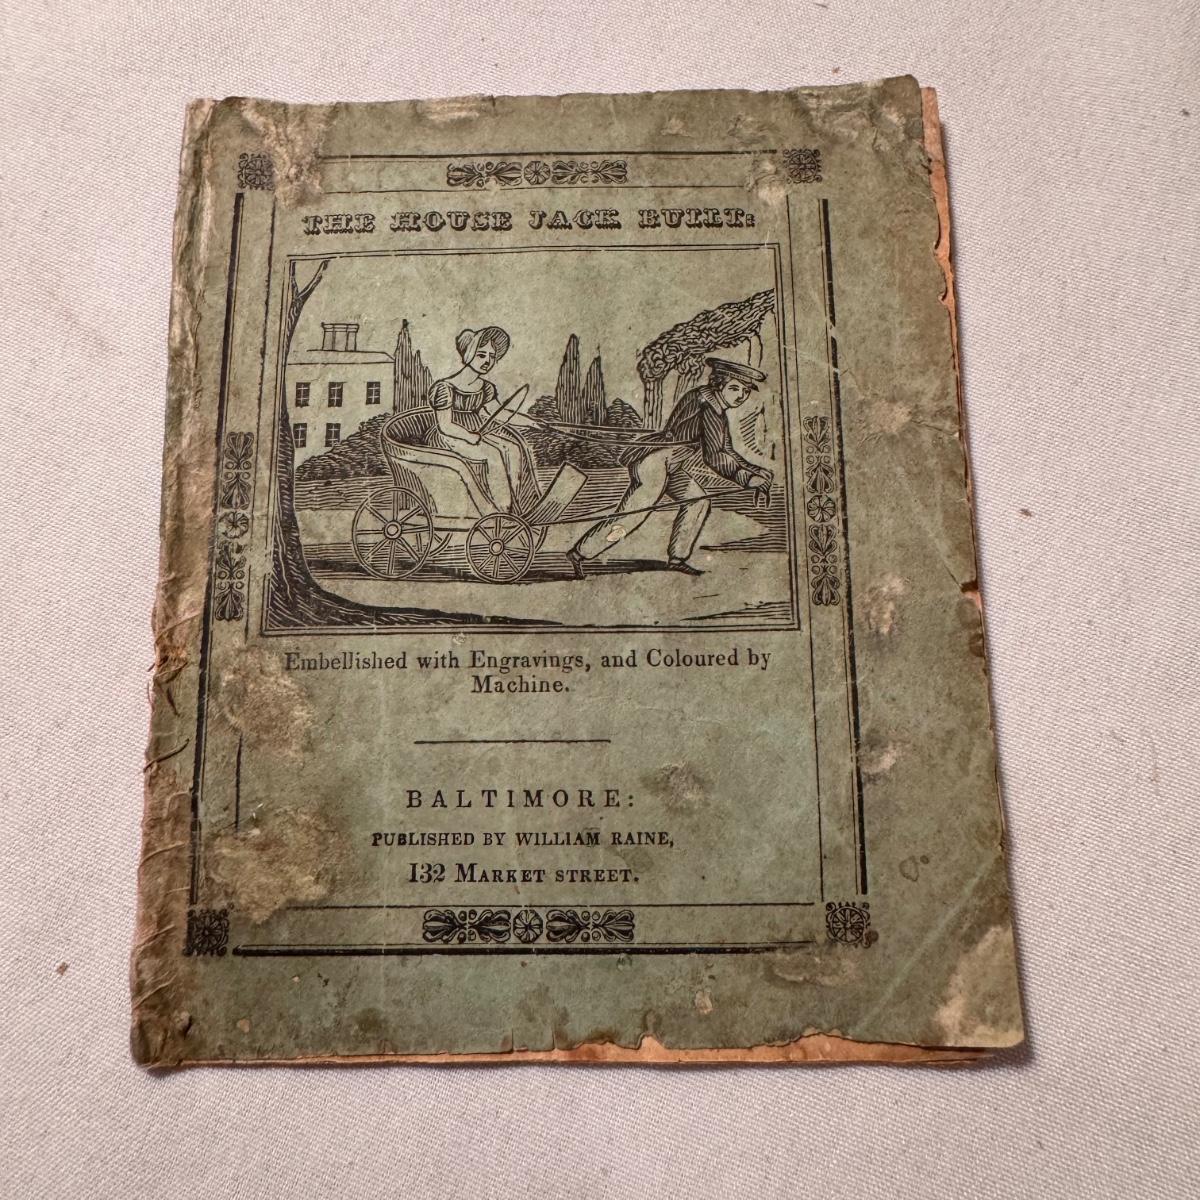 THE HOUSE JACK BUILT:
Embellished with Engravings, and Coloured by
Machine.
BALTIMORE:
PUBLISHED BY WILLIAM RAINE,
132 MARKET STREET.